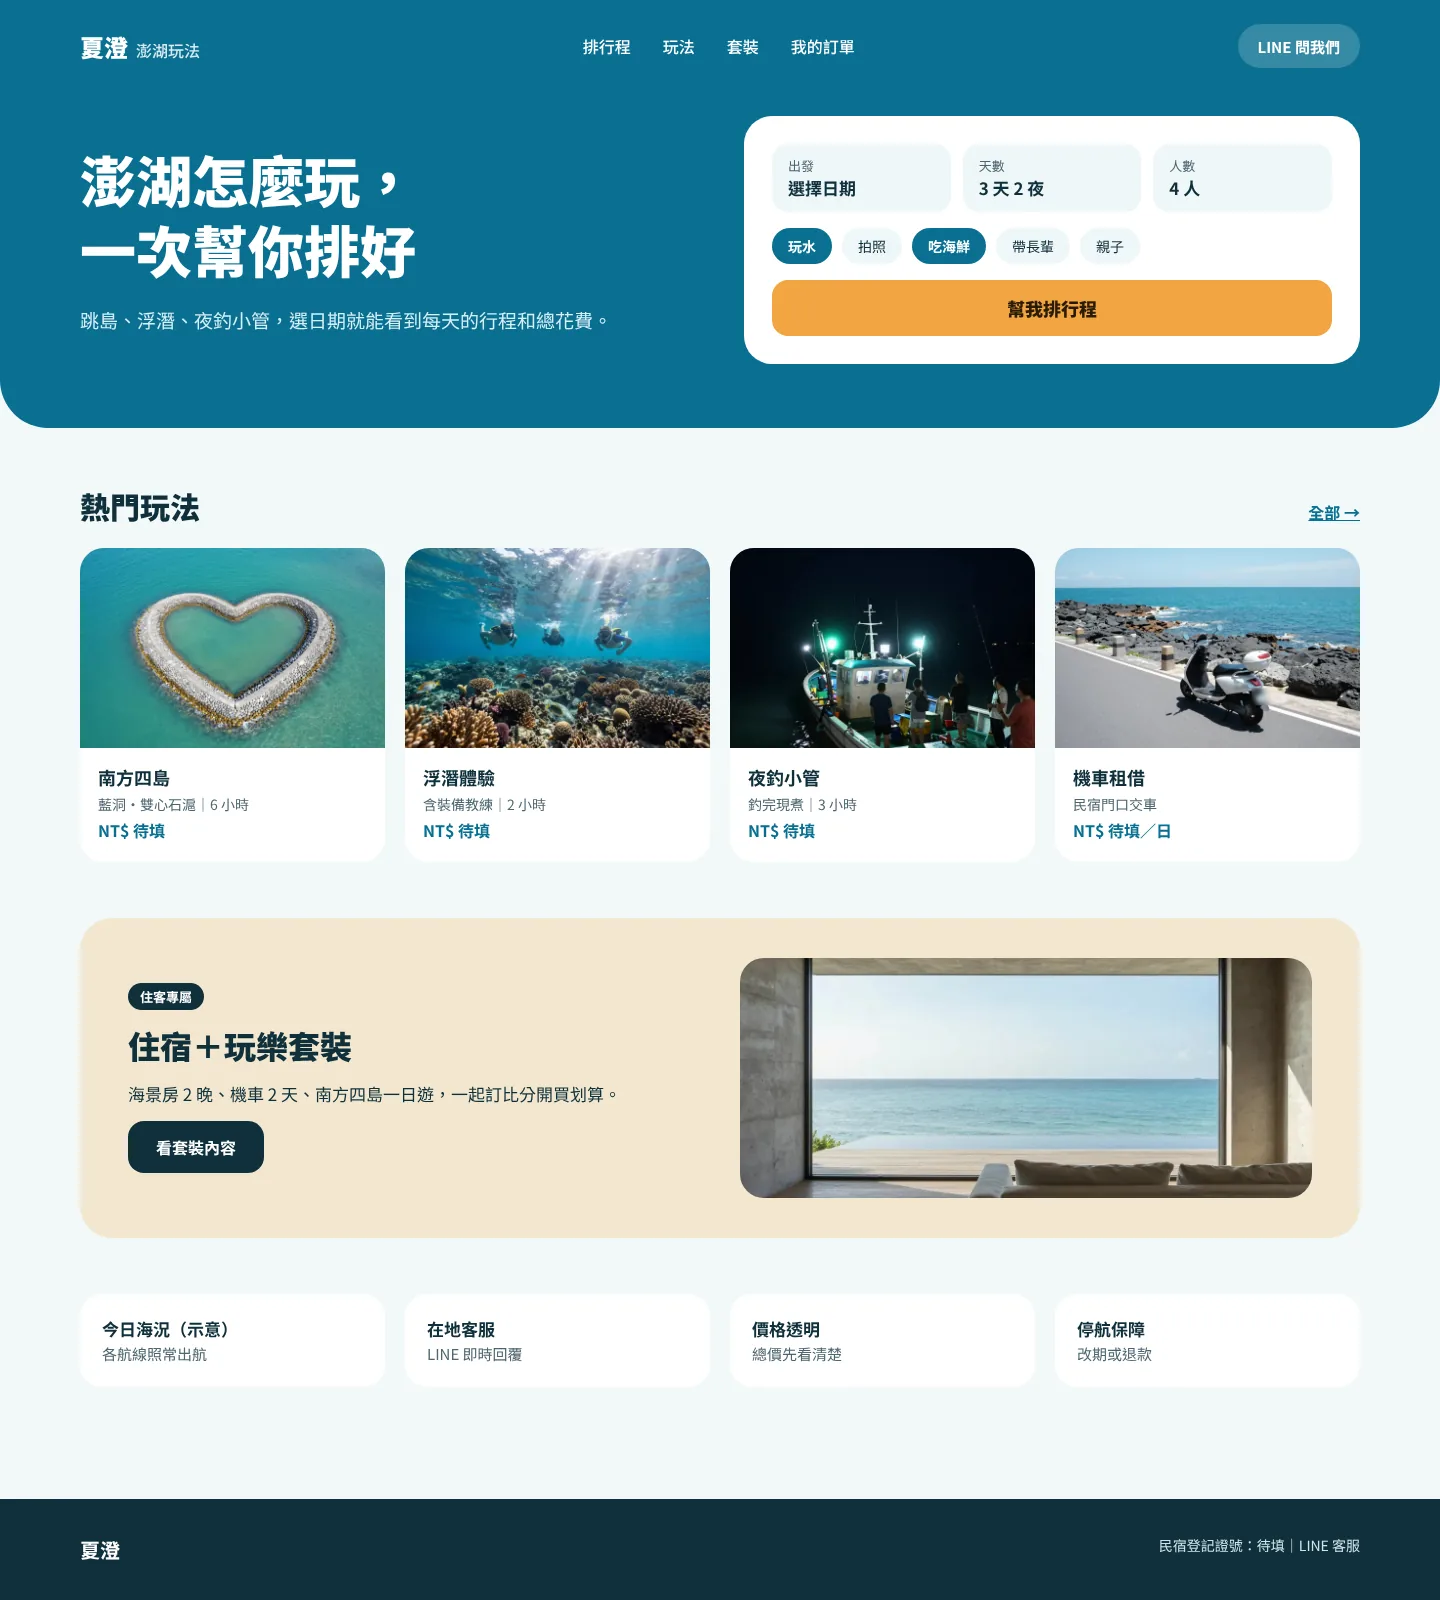 夏澄 澎湖玩法
排行程 玩法 套裝 我的訂單
LINE 問我們
澎湖怎麼玩，
一次幫你排好
跳島、浮潛、夜釣小管，選日期就能看到每天的行程和總花費。
出發
選擇日期
天數
3 天 2 夜
人數
4 人
玩水 拍照 吃海鮮 帶長輩 親子
幫我排行程
熱門玩法
全部 →
南方四島
藍洞・雙心石滬｜6 小時
NT$ 待填
浮潛體驗
含裝備教練｜2 小時
NT$ 待填
夜釣小管
釣完現煮｜3 小時
NT$ 待填
機車租借
民宿門口交車
NT$ 待填／日
住客專屬
住宿＋玩樂套裝
海景房 2 晚、機車 2 天、南方四島一日遊，一起訂比分開買划算。
看套裝內容
今日海況（示意）
各航線照常出航
在地客服
LINE 即時回覆
價格透明
總價先看清楚
停航保障
改期或退款
夏澄
民宿登記證號：待填｜LINE 客服